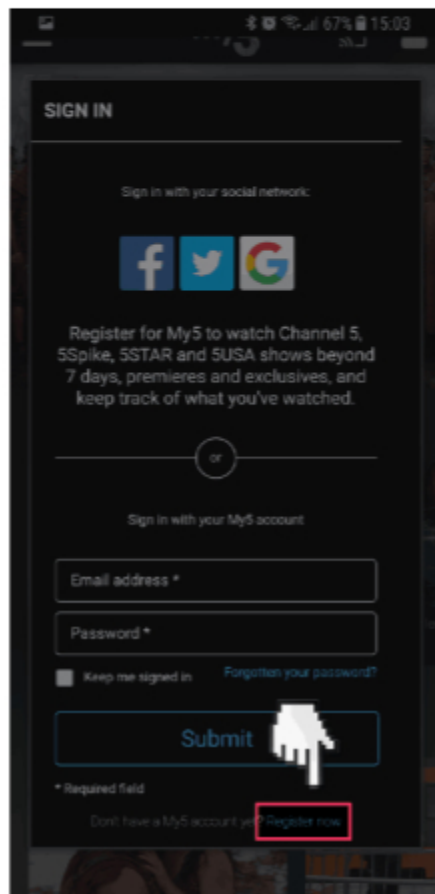 67% 15:03
SIGN IN
Sign in with your social network:
Register for My5 to watch Channel 5,
5Spike, 5STAR and 5USA shows beyond
7 days, premieres and exclusives, and
keep track of what you've watched.
or
Sign in with your My5 account
Email address *
Password *
Keep me signed in Forgotten your password?
Submit
* Required field
Don't have a My5 account yet? Register now